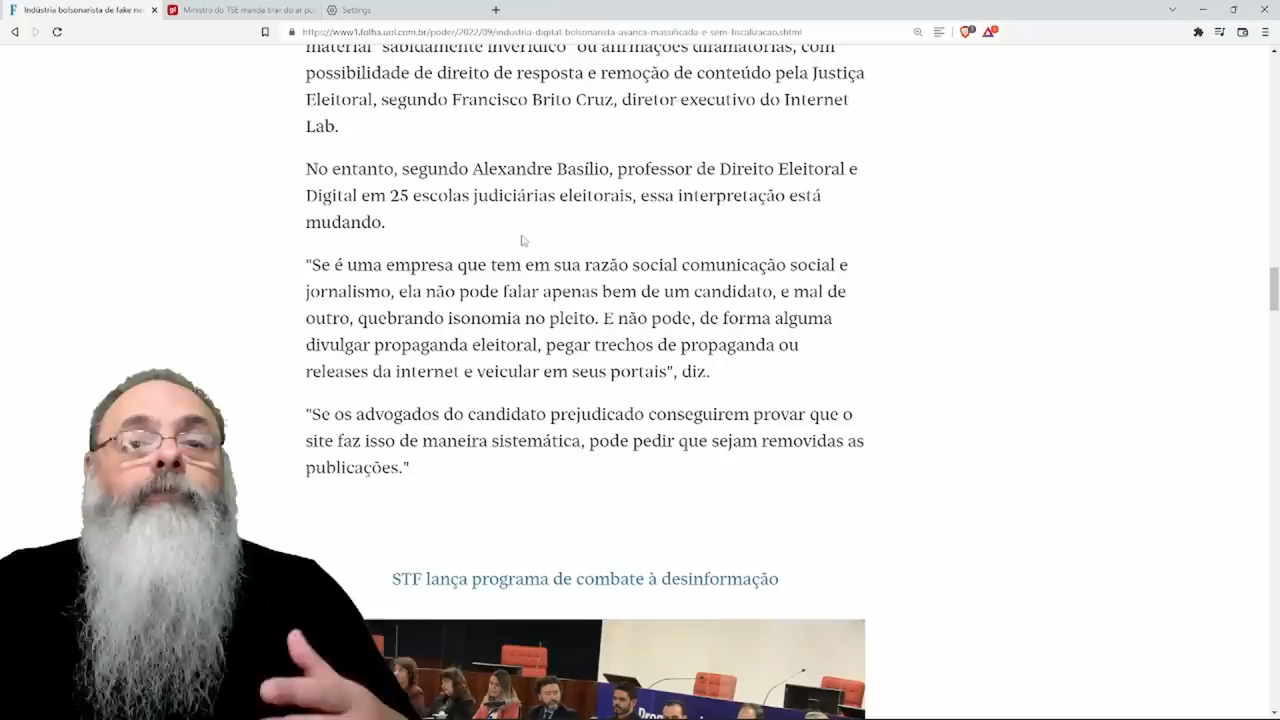 Indústria bolsonarista de fake ne
Ministro do TSE manda tirar do ar po
Settings
https://www1.folha.uol.com.br/poder/2022/09/industria-digital-bolsonarista-avanca-massificada-e-sem-fiscalizacao.shtml
material "sabidamente inverídico" ou afirmações difamatórias, com
possibilidade de direito de resposta e remoção de conteúdo pela Justiça
Eleitoral, segundo Francisco Brito Cruz, diretor executivo do Internet
Lab.
No entanto, segundo Alexandre Basílio, professor de Direito Eleitoral e
Digital em 25 escolas judiciárias eleitorais, essa interpretação está
mudando.
"Se é uma empresa que tem em sua razão social comunicação social e
jornalismo, ela não pode falar apenas bem de um candidato, e mal de
outro, quebrando isonomia no pleito. E não pode, de forma alguma
divulgar propaganda eleitoral, pegar trechos de propaganda ou
releases da internet e veicular em seus portais", diz.
"Se os advogados do candidato prejudicado conseguirem provar que o
site faz isso de maneira sistemática, pode pedir que sejam removidas as
publicações."
STF lança programa de combate à desinformação